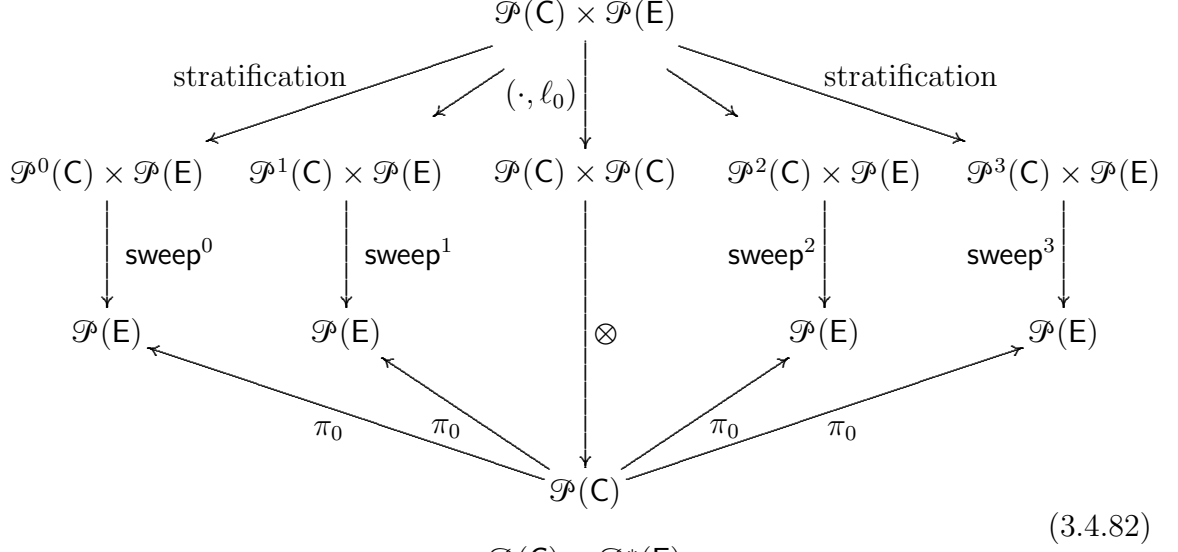 𝒫(C) × 𝒫(E)
stratification (·, ℓ₀) stratification
𝒫⁰(C) × 𝒫(E) 𝒫¹(C) × 𝒫(E) 𝒫(C) × 𝒫(C) 𝒫²(C) × 𝒫(E) 𝒫³(C) × 𝒫(E)
sweep⁰ sweep¹ sweep² sweep³
𝒫(E) 𝒫(E) ⊗ 𝒫(E) 𝒫(E)
π₀ π₀ π₀ π₀
𝒫(C)
(3.4.82)